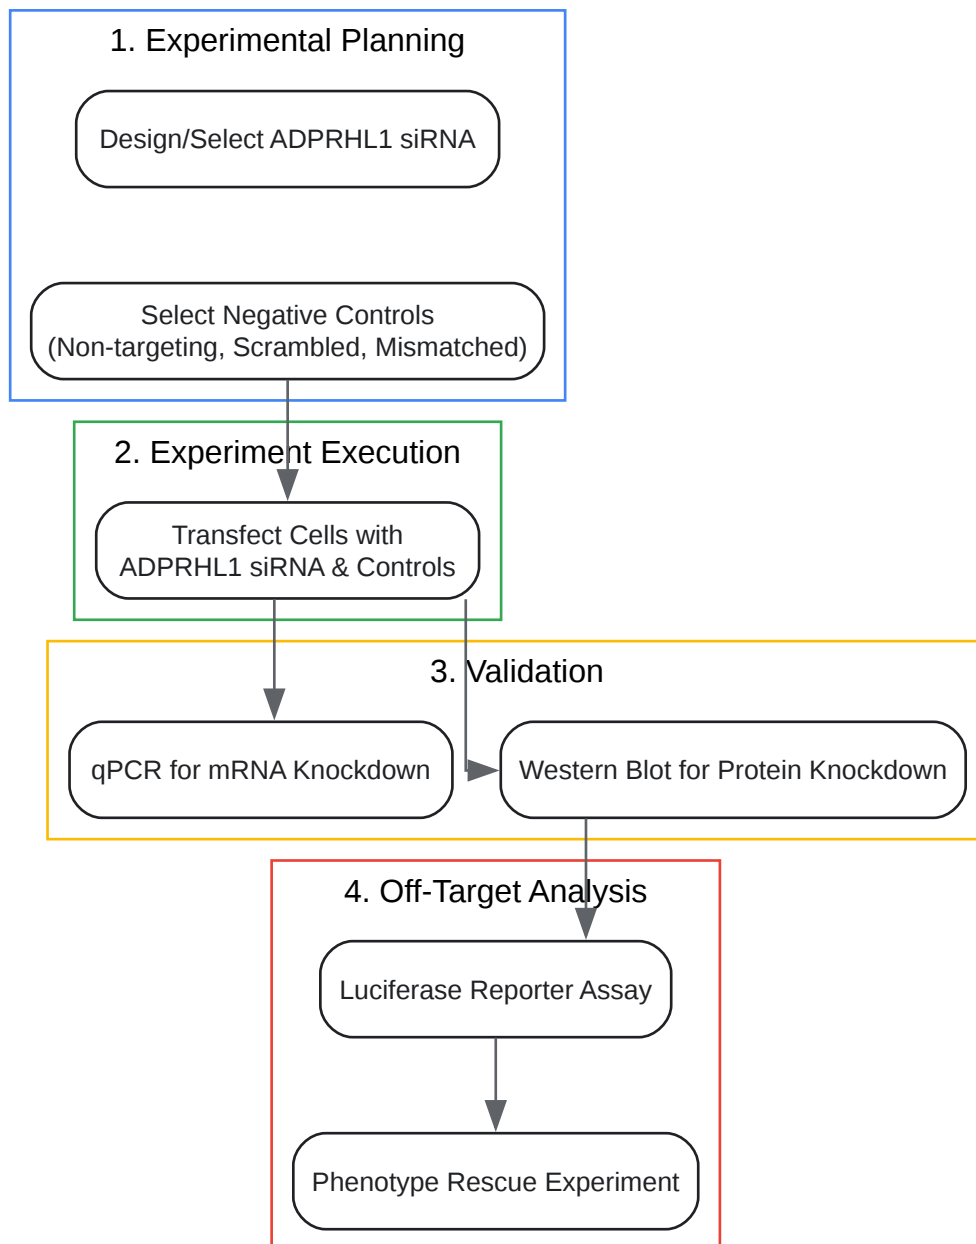 1. Experimental Planning
Design/Select ADPRHL1 siRNA
Select Negative Controls
(Non-targeting, Scrambled, Mismatched)
2. Experiment Execution
Transfect Cells with
ADPRHL1 siRNA & Controls
3. Validation
qPCR for mRNA Knockdown
Western Blot for Protein Knockdown
4. Off-Target Analysis
Luciferase Reporter Assay
Phenotype Rescue Experiment